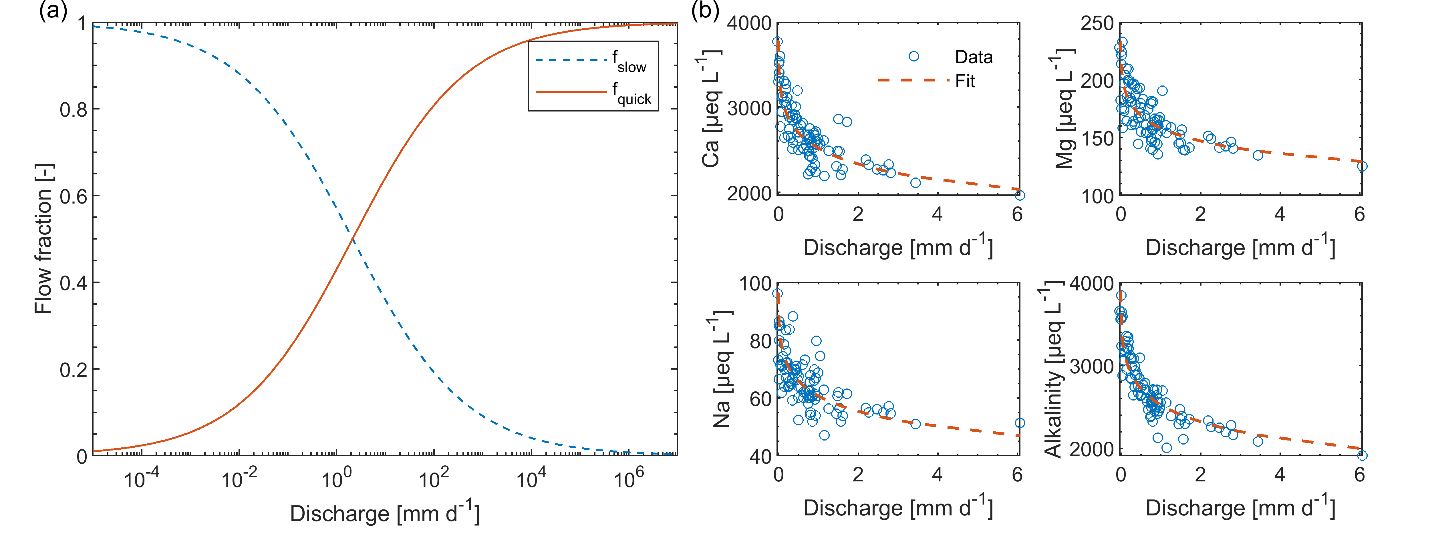 (a)
1
0.8
0.6
0.4
0.2
0
Flow fraction [-]
f_slow
f_quick
10^-4
10^-2
10^0
10^2
10^4
10^6
Discharge [mm d^-1]
(b)
4000
3000
2000
Ca [µeq L^-1]
Data
Fit
0 2 4 6
Discharge [mm d^-1]
250
200
150
100
Mg [µeq L^-1]
0 2 4 6
Discharge [mm d^-1]
100
80
60
40
Na [µeq L^-1]
0 2 4 6
Discharge [mm d^-1]
4000
3000
2000
Alkalinity [µeq L^-1]
0 2 4 6
Discharge [mm d^-1]